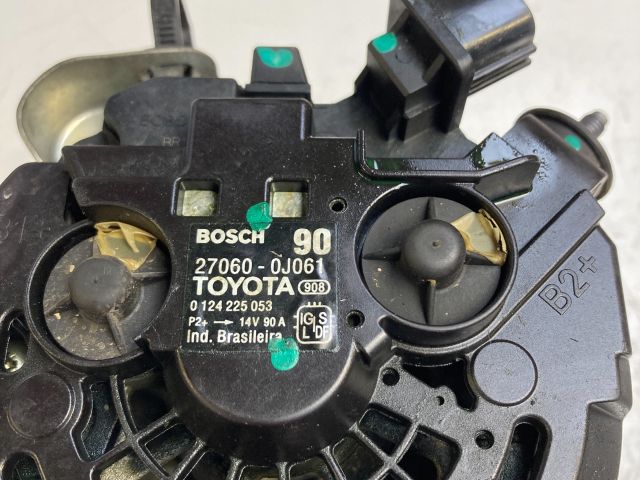 BOSCH 90
27060-0J061
TOYOTA 908
0 124 225 053
P2+ → 14V 90 A
Ind. Brasileira
IG S
L DF
B2+